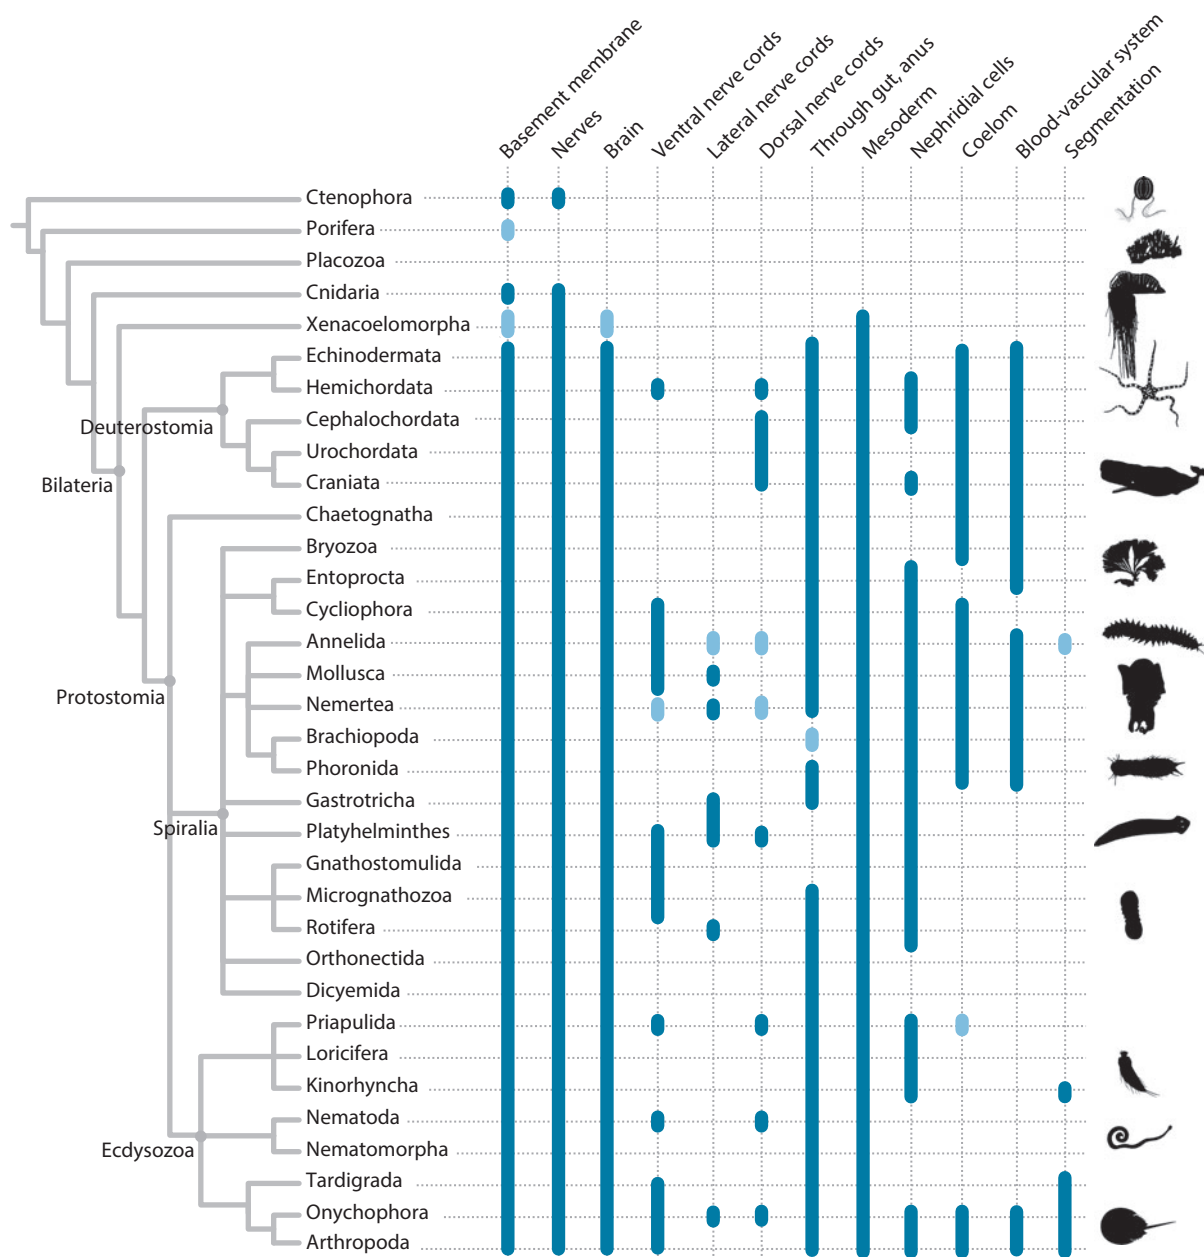 Basement membrane
Nerves
Brain
Ventral nerve cords
Lateral nerve cords
Dorsal nerve cords
Through gut, anus
Mesoderm
Nephridial cells
Coelom
Blood-vascular system
Segmentation
Ctenophora
Porifera
Placozoa
Cnidaria
Xenacoelomorpha
Echinodermata
Hemichordata
Deuterostomia
Cephalochordata
Urochordata
Bilateria
Craniata
Chaetognatha
Bryozoa
Entoprocta
Cycliophora
Annelida
Mollusca
Protostomia
Nemertea
Brachiopoda
Phoronida
Gastrotricha
Spiralia
Platyhelminthes
Gnathostomulida
Micrognathozoa
Rotifera
Orthonectida
Dicyemida
Priapulida
Loricifera
Kinorhyncha
Nematoda
Ecdysozoa
Nematomorpha
Tardigrada
Onychophora
Arthropoda